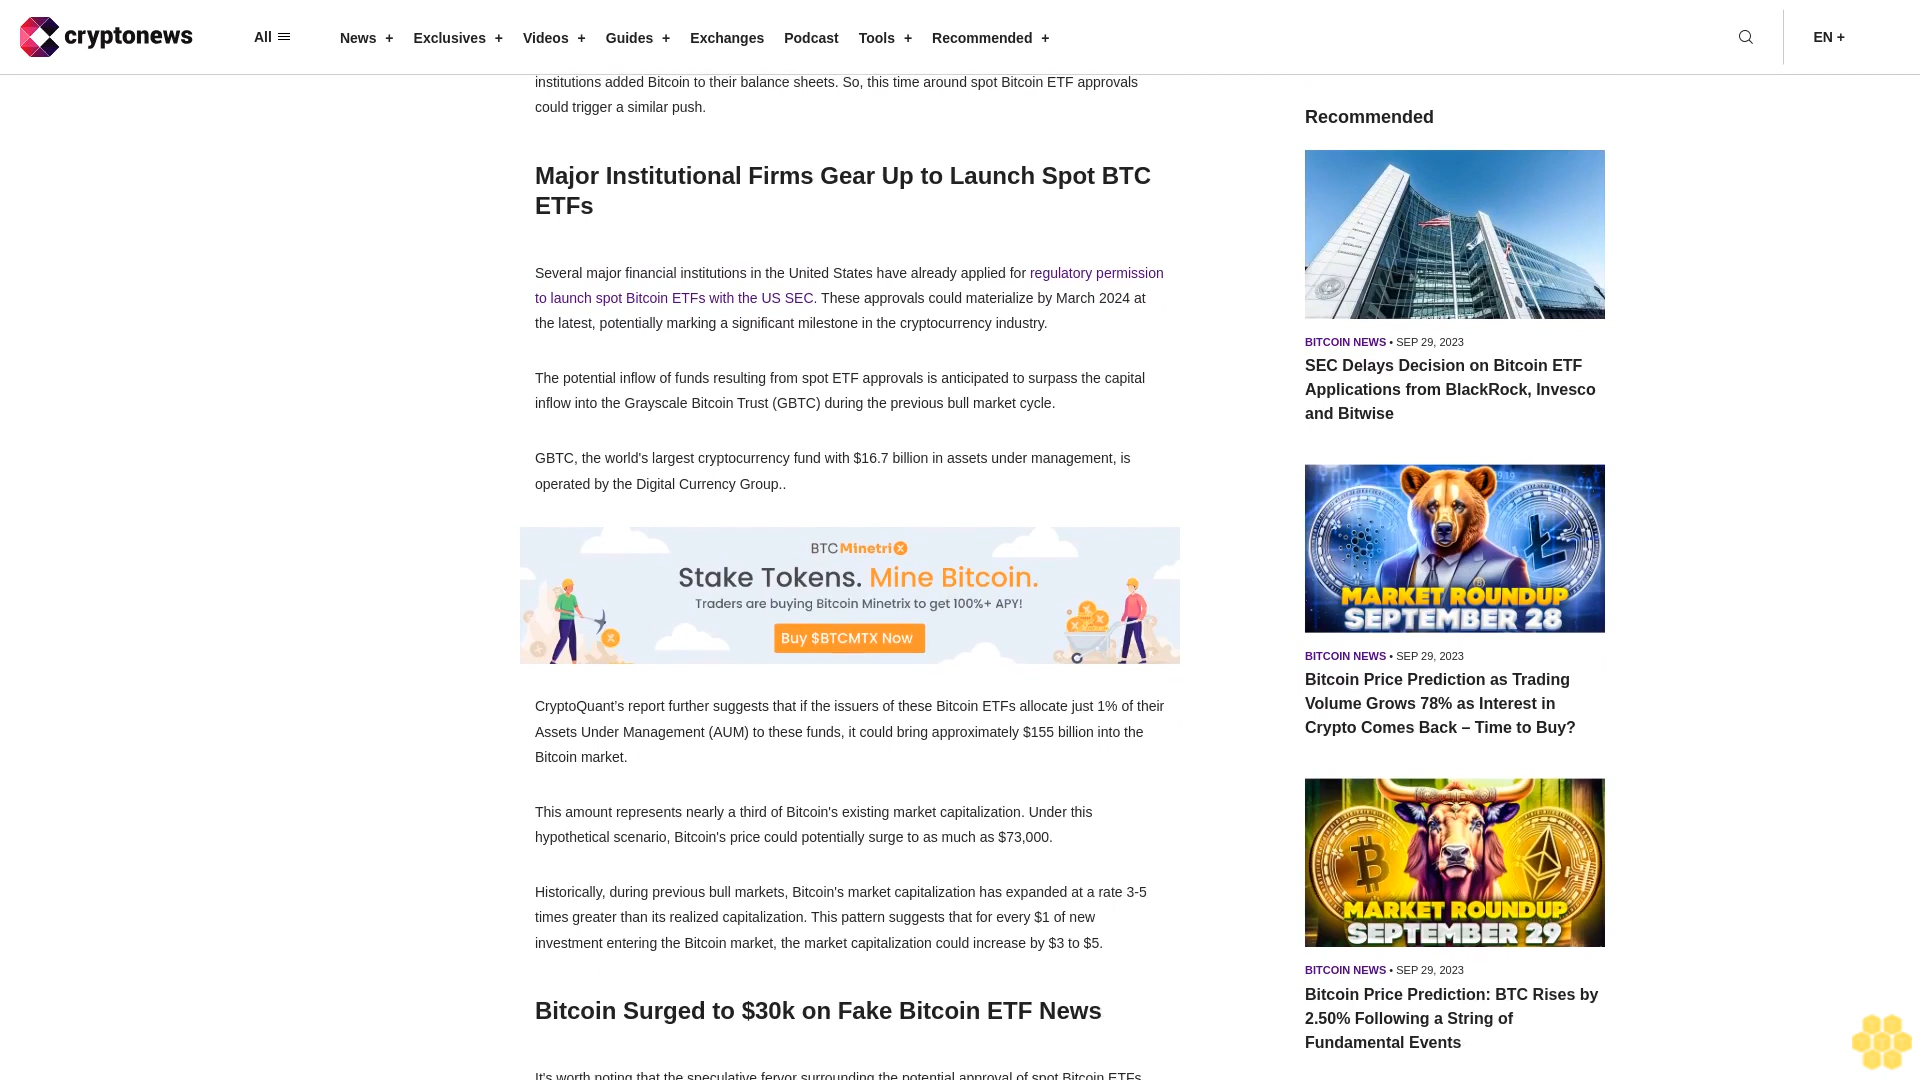 cryptonews
All
News +
Exclusives +
Videos +
Guides +
Exchanges
Podcast
Tools +
Recommended +
EN +
institutions added Bitcoin to their balance sheets. So, this time around spot Bitcoin ETF approvals
could trigger a similar push.
Major Institutional Firms Gear Up to Launch Spot BTC
ETFs
Several major financial institutions in the United States have already applied for regulatory permission
to launch spot Bitcoin ETFs with the US SEC. These approvals could materialize by March 2024 at
the latest, potentially marking a significant milestone in the cryptocurrency industry.
The potential inflow of funds resulting from spot ETF approvals is anticipated to surpass the capital
inflow into the Grayscale Bitcoin Trust (GBTC) during the previous bull market cycle.
GBTC, the world's largest cryptocurrency fund with $16.7 billion in assets under management, is
operated by the Digital Currency Group..
BTC Minetrix
Stake Tokens. Mine Bitcoin.
Traders are buying Bitcoin Minetrix to get 100%+ APY!
Buy $BTCMTX Now
CryptoQuant’s report further suggests that if the issuers of these Bitcoin ETFs allocate just 1% of their
Assets Under Management (AUM) to these funds, it could bring approximately $155 billion into the
Bitcoin market.
This amount represents nearly a third of Bitcoin's existing market capitalization. Under this
hypothetical scenario, Bitcoin's price could potentially surge to as much as $73,000.
Historically, during previous bull markets, Bitcoin's market capitalization has expanded at a rate 3-5
times greater than its realized capitalization. This pattern suggests that for every $1 of new
investment entering the Bitcoin market, the market capitalization could increase by $3 to $5.
Bitcoin Surged to $30k on Fake Bitcoin ETF News
It's worth noting that the speculative fervor surrounding the potential approval of spot Bitcoin ETFs
Recommended
BITCOIN NEWS • SEP 29, 2023
SEC Delays Decision on Bitcoin ETF
Applications from BlackRock, Invesco
and Bitwise
MARKET ROUNDUP
SEPTEMBER 28
BITCOIN NEWS • SEP 29, 2023
Bitcoin Price Prediction as Trading
Volume Grows 78% as Interest in
Crypto Comes Back – Time to Buy?
MARKET ROUNDUP
SEPTEMBER 29
BITCOIN NEWS • SEP 29, 2023
Bitcoin Price Prediction: BTC Rises by
2.50% Following a String of
Fundamental Events